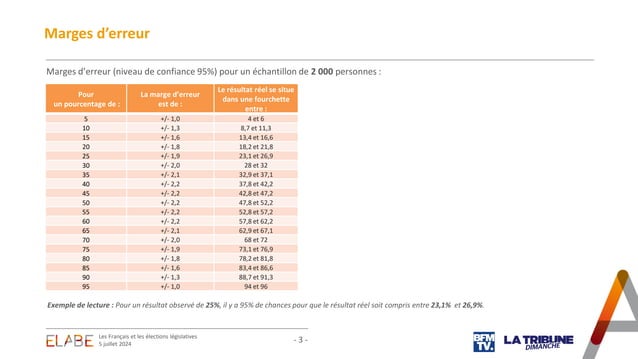 Marges d'erreur
Marges d'erreur (niveau de confiance 95%) pour un échantillon de 2 000 personnes :
Pour un pourcentage de : La marge d'erreur est de : Le résultat réel se situe dans une fourchette entre :
5 +/- 1,0 4 et 6
10 +/- 1,3 8,7 et 11,3
15 +/- 1,6 13,4 et 16,6
20 +/- 1,8 18,2 et 21,8
25 +/- 1,9 23,1 et 26,9
30 +/- 2,0 28 et 32
35 +/- 2,1 32,9 et 37,1
40 +/- 2,2 37,8 et 42,2
45 +/- 2,2 42,8 et 47,2
50 +/- 2,2 47,8 et 52,2
55 +/- 2,2 52,8 et 57,2
60 +/- 2,2 57,8 et 62,2
65 +/- 2,1 62,9 et 67,1
70 +/- 2,0 68 et 72
75 +/- 1,9 73,1 et 76,9
80 +/- 1,8 78,2 et 81,8
85 +/- 1,6 83,4 et 86,6
90 +/- 1,3 88,7 et 91,3
95 +/- 1,0 94 et 96
Exemple de lecture : Pour un résultat observé de 25%, il y a 95% de chances pour que le résultat réel soit compris entre 23,1% et 26,9%.
ELABE
Les Français et les élections législatives
5 juillet 2024
- 3 -
BFM
TV.
LA TRIBUNE
DIMANCHE